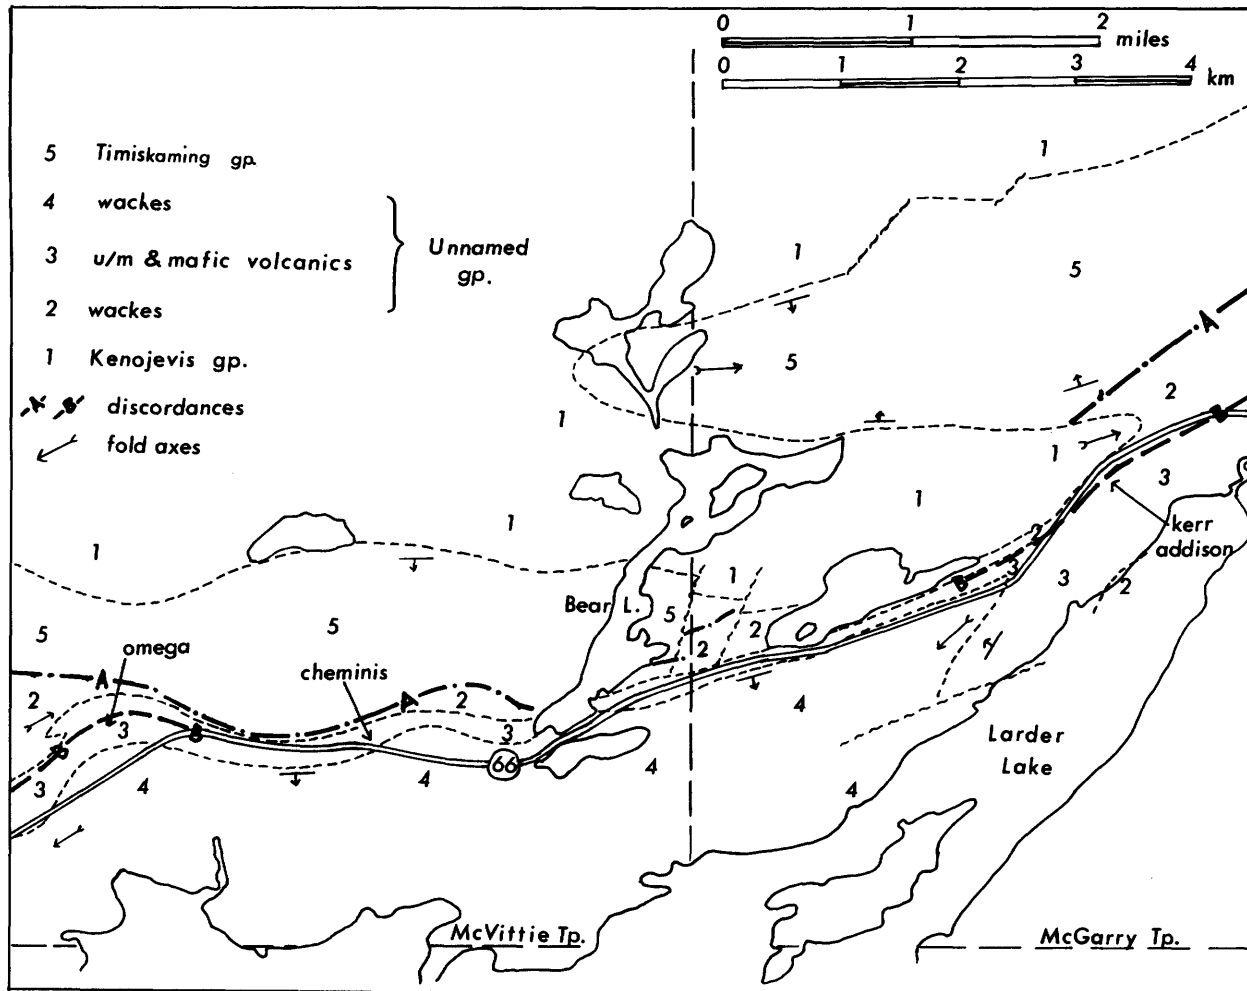 0 1 2 miles
0 1 2 3 4 km
5 Timiskaming gp.
4 wackes
3 u/m & mafic volcanics
2 wackes
Unnamed gp.
1 Kenojevis gp.
A B discordances
fold axes
1
1
5
A
5
2
1
B
1
3
1
kerr addison
1
1
1
3
B
3
2
Bear L.
5
2
2
5
5
omega
cheminis
A
A
2
2
3
3
B
B
4
66
4
4
4
4
3
Larder Lake
McVittie Tp.
McGarry Tp.